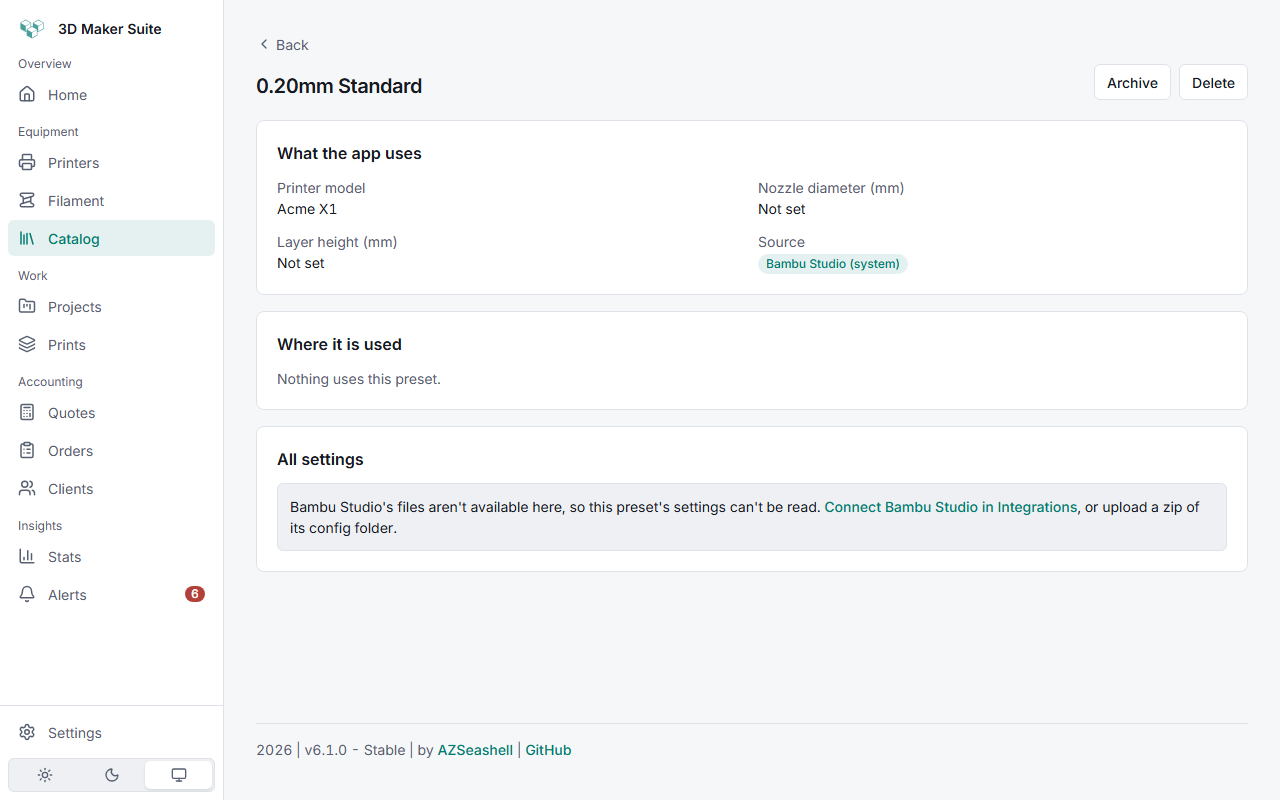 3D Maker Suite
Overview
Home
Equipment
Printers
Filament
Catalog
Work
Projects
Prints
Accounting
Quotes
Orders
Clients
Insights
Stats
Alerts
6
Settings
Back
0.20mm Standard
Archive
Delete
What the app uses
Printer model
Acme X1
Nozzle diameter (mm)
Not set
Layer height (mm)
Not set
Source
Bambu Studio (system)
Where it is used
Nothing uses this preset.
All settings
Bambu Studio's files aren't available here, so this preset's settings can't be read. Connect Bambu Studio in Integrations, or upload a zip of
its config folder.
2026 | v6.1.0 - Stable | by AZSeashell | GitHub